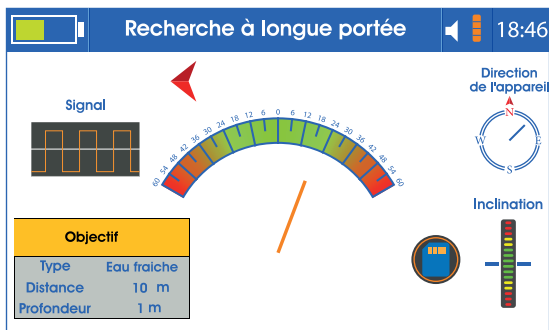 Recherche à longue portée
18:46
Signal
60 54 48 42 36 30 24 18 12 6 0 6 12 18 24 30 36 42 48 54 60
Direction
de l'appareil
N
W E
S
Inclination
Objectif
Type Eau fraiche
Distance 10 m
Profondeur 1 m